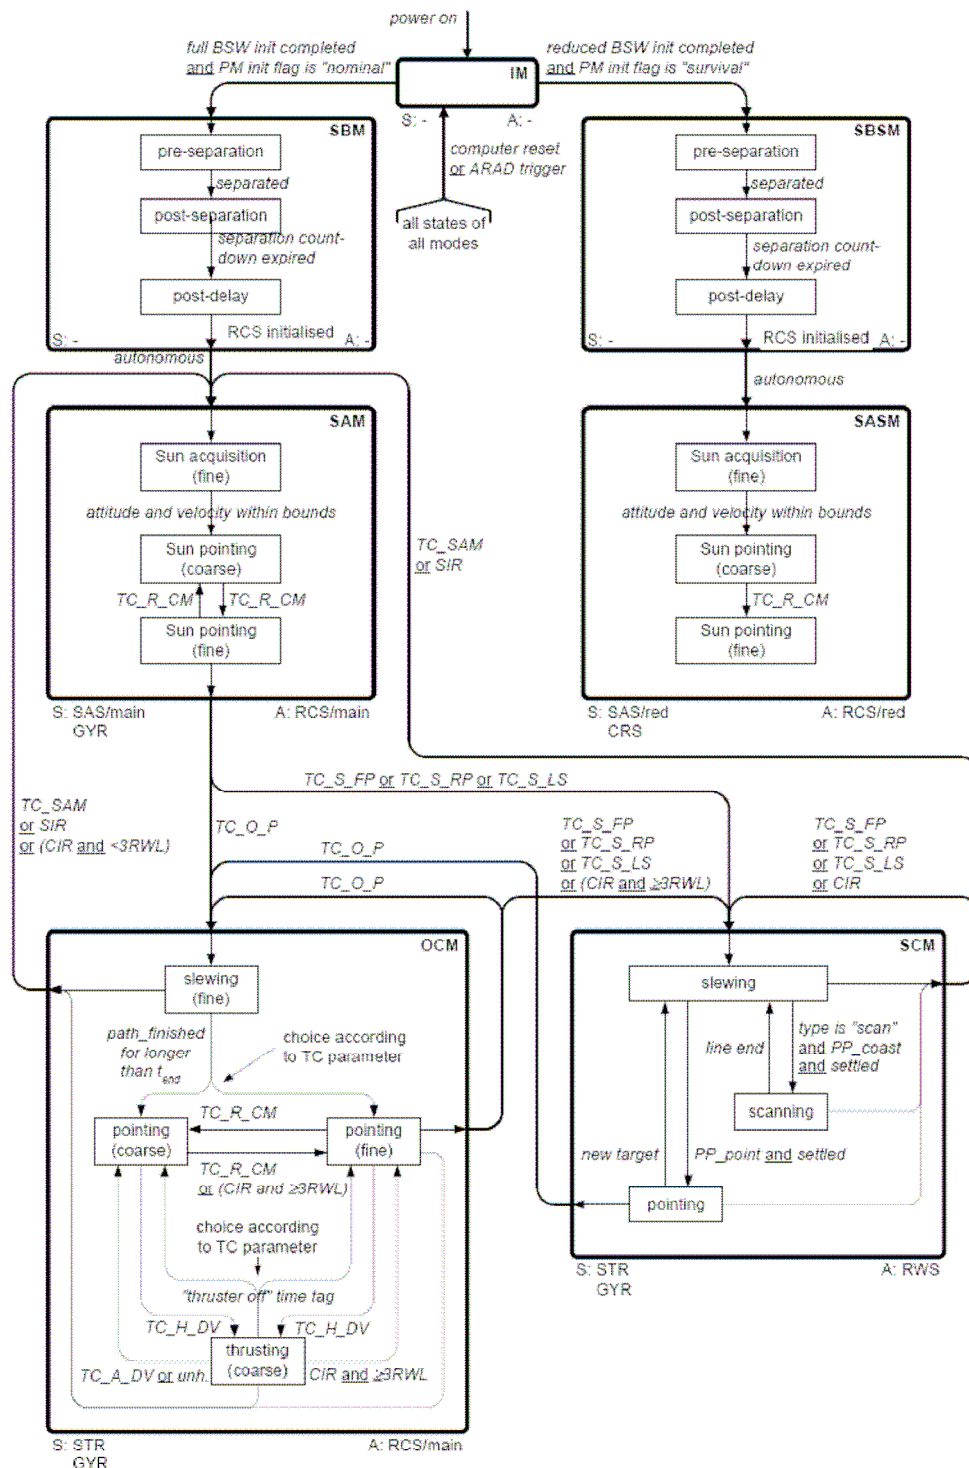 power on
full BSW init completed
and PM init flag is "nominal"
reduced BSW init completed
and PM init flag is "survival"
IM
S: -
A: -
computer reset
or ARAD trigger
all states of
all modes
SBM
pre-separation
separated
post-separation
separation count-
down expired
post-delay
RCS initialised
S: -
A: -
autonomous
SBSM
pre-separation
separated
post-separation
separation count-
down expired
post-delay
RCS initialised
S: -
A: -
autonomous
SAM
Sun acquisition
(fine)
attitude and velocity within bounds
Sun pointing
(coarse)
TC_R_CM
TC_R_CM
Sun pointing
(fine)
S: SAS/main
GYR
A: RCS/main
TC_SAM
or SIR
SASM
Sun acquisition
(fine)
attitude and velocity within bounds
Sun pointing
(coarse)
TC_R_CM
Sun pointing
(fine)
S: SAS/red
CRS
A: RCS/red
TC_S_FP or TC_S_RP or TC_S_LS
TC_SAM
or SIR
or (CIR and <3RWL)
TC_O_P
TC_O_P
TC_O_P
TC_S_FP
or TC_S_RP
or TC_S_LS
or (CIR and ≥3RWL)
TC_S_FP
or TC_S_RP
or TC_S_LS
or CIR
OCM
slewing
(fine)
path_finished
for longer
than t_end
choice according
to TC parameter
pointing
(coarse)
TC_R_CM
pointing
(fine)
TC_R_CM
or (CIR and ≥3RWL)
choice according
to TC parameter
"thruster off" time tag
TC_H_DV
TC_H_DV
thrusting
(coarse)
TC_A_DV or unh.
CIR and ≥3RWL
S: STR
GYR
A: RCS/main
SCM
slewing
line end
type is "scan"
and PP_coast
and settled
scanning
new target
PP_point and settled
pointing
S: STR
GYR
A: RWS